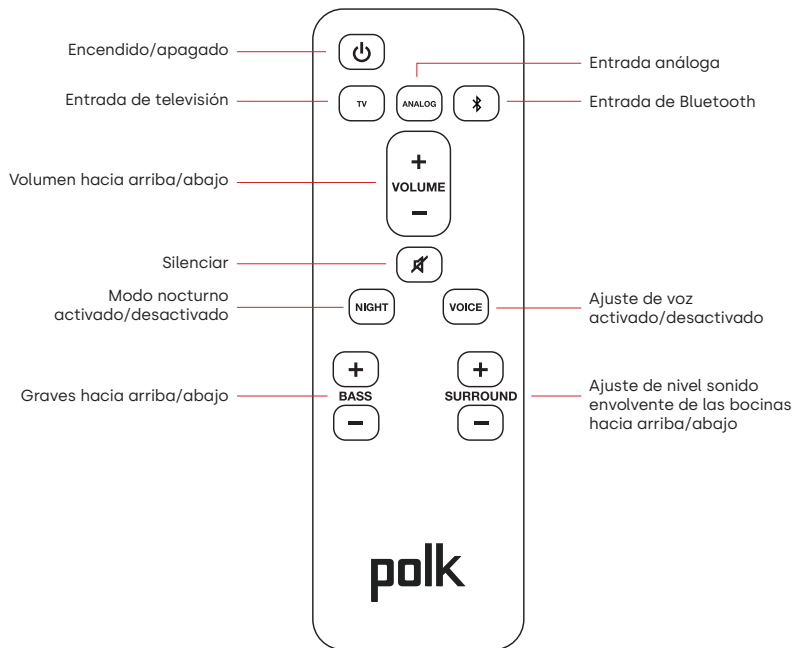 Encendido/apagado
Entrada análoga
Entrada de televisión
TV
ANALOG
Entrada de Bluetooth
+
Volumen hacia arriba/abajo
VOLUME
−
Silenciar
Modo nocturno
activado/desactivado
NIGHT
VOICE
Ajuste de voz
activado/desactivado
+
+
Graves hacia arriba/abajo
BASS
SURROUND
−
−
Ajuste de nivel sonido
envolvente de las bocinas
hacia arriba/abajo
polk